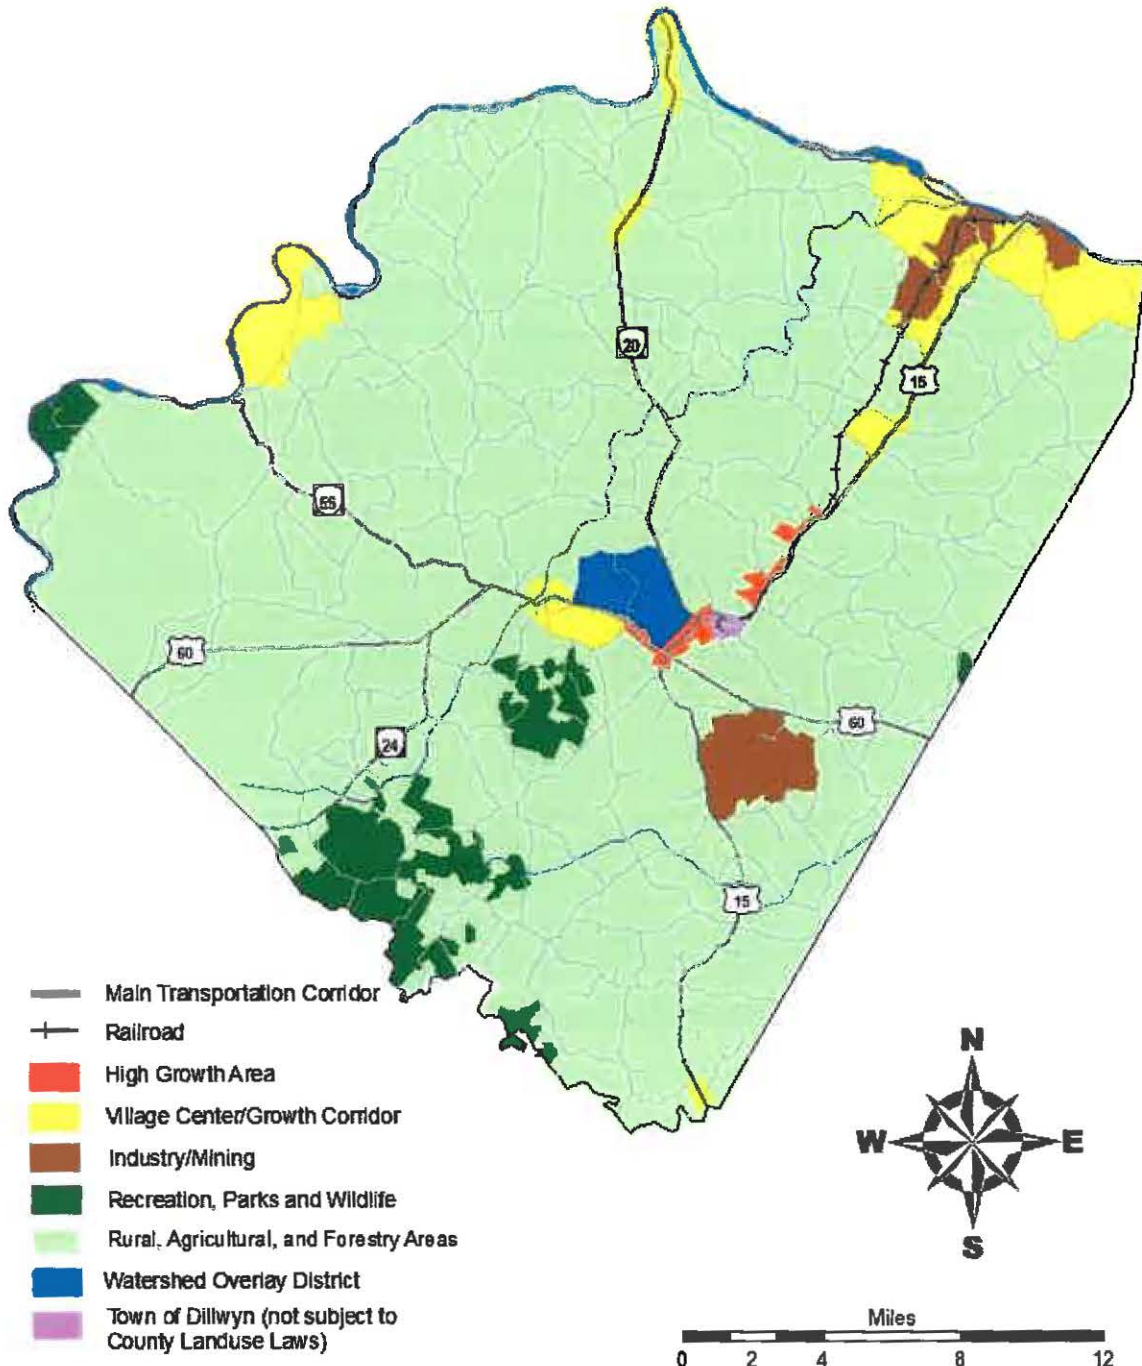 20
15
56
60
24
60
15
Main Transportation Corridor
Railroad
High Growth Area
Village Center/Growth Corridor
Industry/Mining
Recreation, Parks and Wildlife
Rural, Agricultural, and Forestry Areas
Watershed Overlay District
Town of Dillwyn (not subject to
County Landuse Laws)
N
W E
S
Miles
0 2 4 8 12